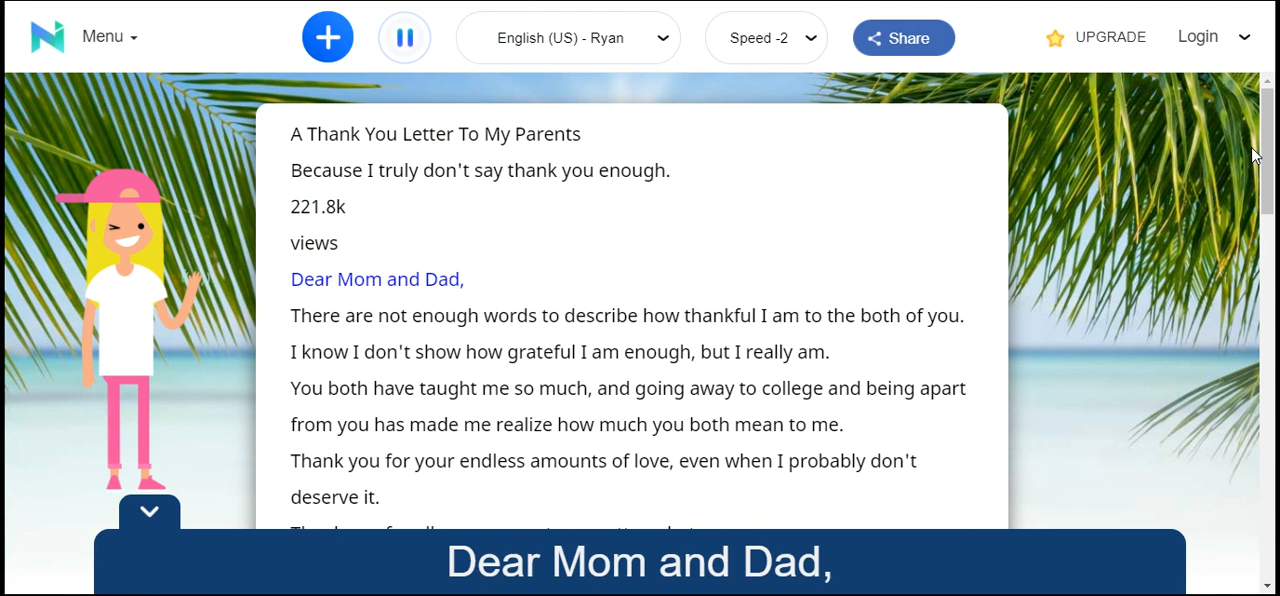 Menu
English (US) - Ryan
Speed -2
Share
UPGRADE
Login
A Thank You Letter To My Parents
Because I truly don't say thank you enough.
221.8k
views
Dear Mom and Dad,
There are not enough words to describe how thankful I am to the both of you.
I know I don't show how grateful I am enough, but I really am.
You both have taught me so much, and going away to college and being apart
from you has made me realize how much you both mean to me.
Thank you for your endless amounts of love, even when I probably don't
deserve it.
Dear Mom and Dad,